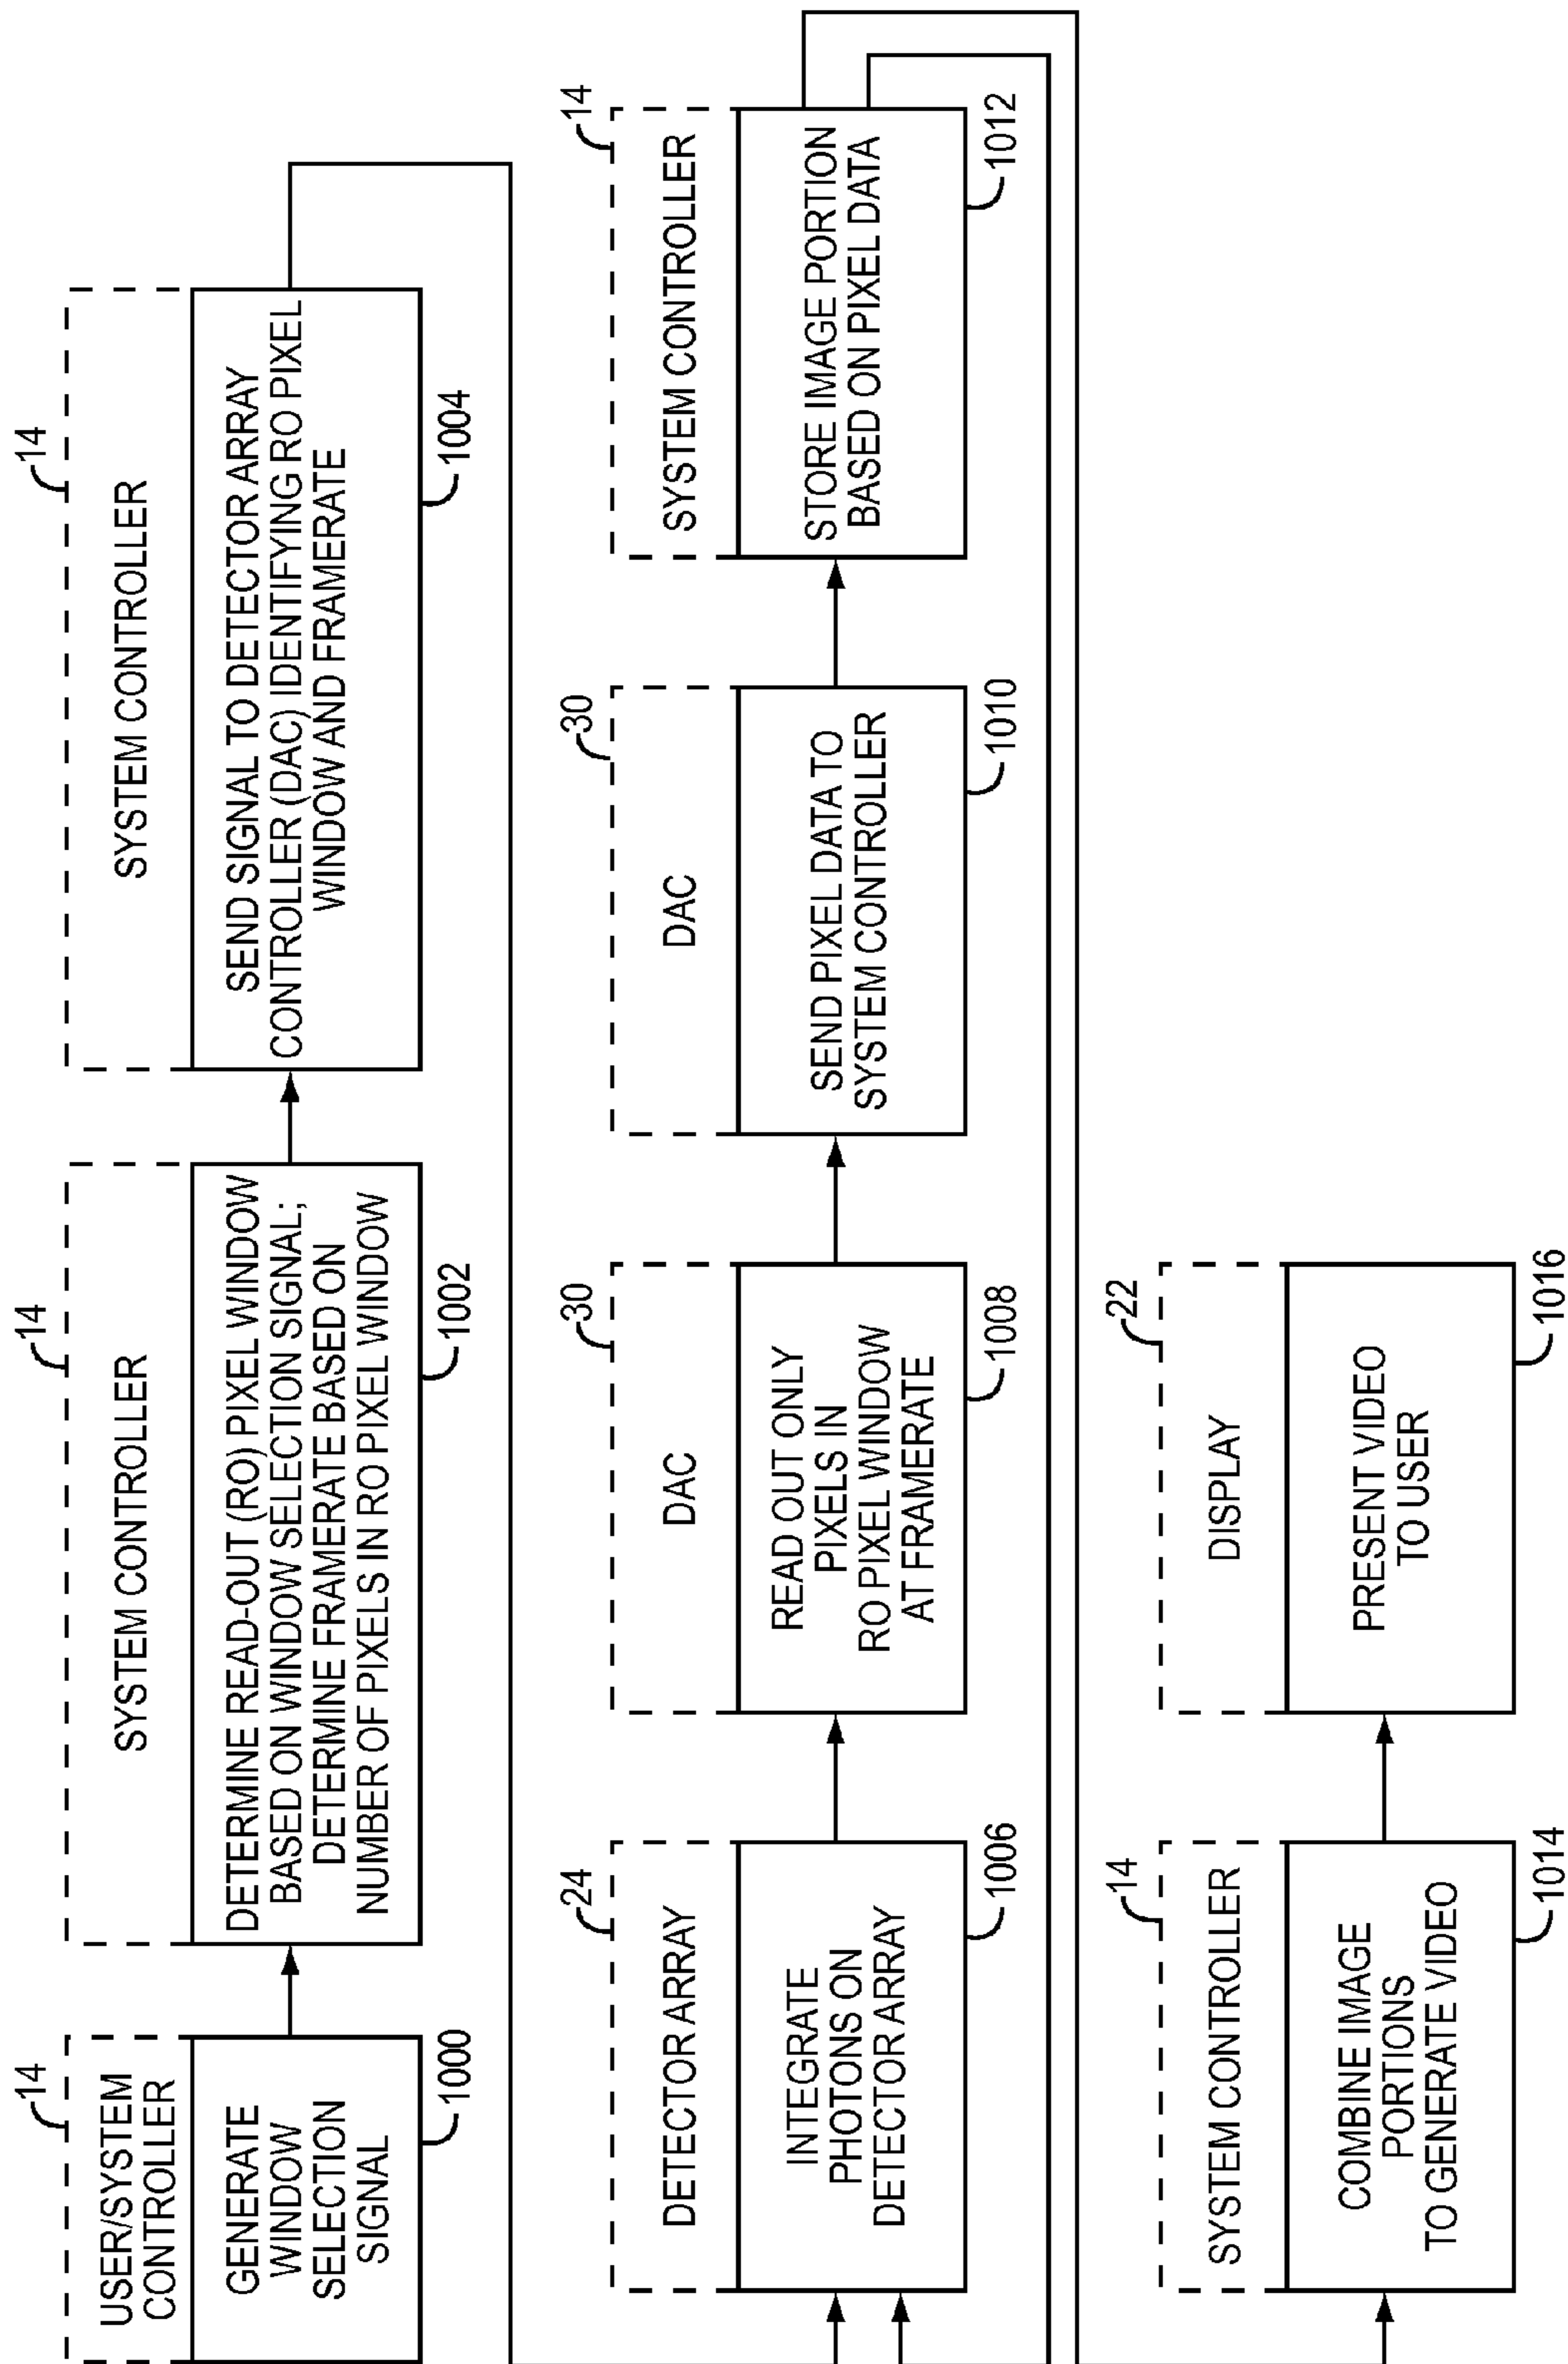 14
USER/SYSTEM
CONTROLLER
GENERATE
WINDOW
SELECTION
SIGNAL
1000
14
SYSTEM CONTROLLER
DETERMINE READ-OUT (RO) PIXEL WINDOW
BASED ON WINDOW SELECTION SIGNAL;
DETERMINE FRAMERATE BASED ON
NUMBER OF PIXELS IN RO PIXEL WINDOW
1002
14
SYSTEM CONTROLLER
SEND SIGNAL TO DETECTOR ARRAY
CONTROLLER (DAC) IDENTIFYING RO PIXEL
WINDOW AND FRAMERATE
1004
24
DETECTOR ARRAY
INTEGRATE
PHOTONS ON
DETECTOR ARRAY
1006
30
DAC
READ OUT ONLY
PIXELS IN
RO PIXEL WINDOW
AT FRAMERATE
1008
30
DAC
SEND PIXEL DATA TO
SYSTEM CONTROLLER
1010
14
SYSTEM CONTROLLER
STORE IMAGE PORTION
BASED ON PIXEL DATA
1012
14
SYSTEM CONTROLLER
COMBINE IMAGE
PORTIONS
TO GENERATE VIDEO
1014
22
DISPLAY
PRESENT VIDEO
TO USER
1016